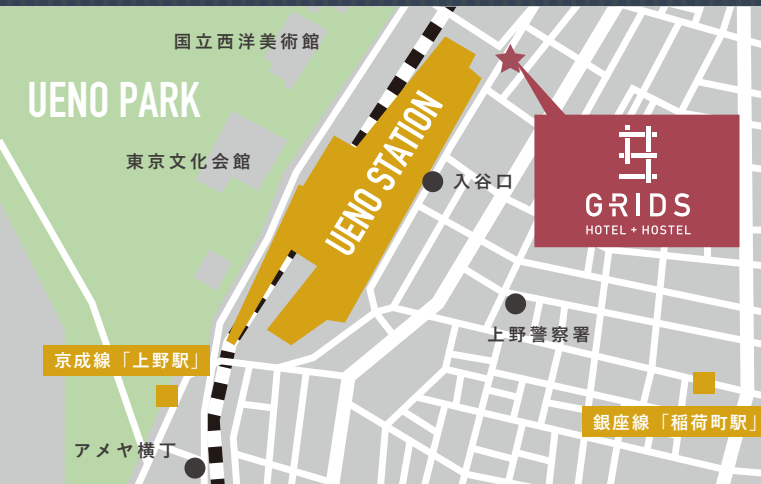 国立西洋美術館
UENO PARK
東京文化会館
UENO STATION
入谷口
GRIDS
HOTEL + HOSTEL
上野警察署
京成線「上野駅」
銀座線「稲荷町駅」
アメヤ横丁